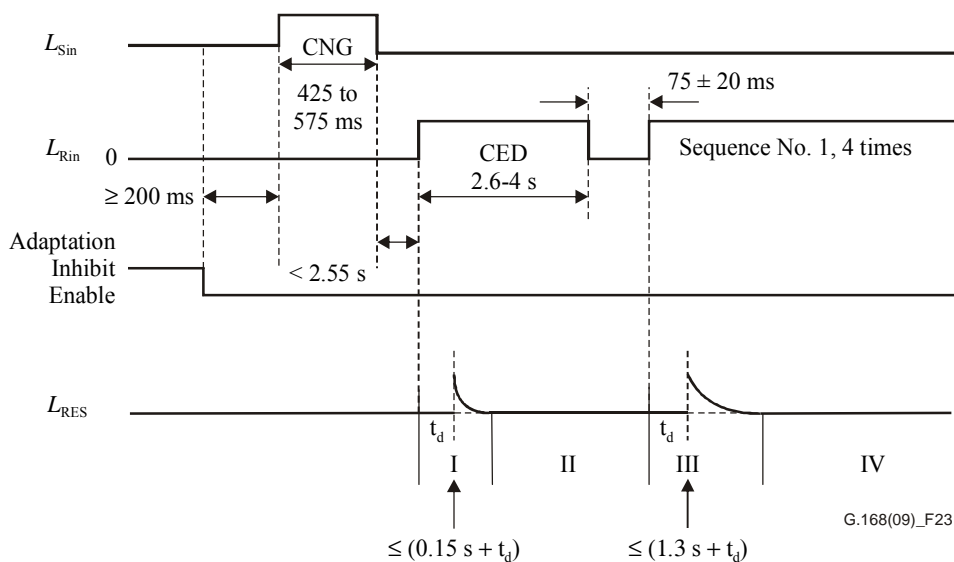 L_Sin
CNG
425 to
575 ms
75 ± 20 ms
L_Rin 0
CED
2.6-4 s
Sequence No. 1, 4 times
≥ 200 ms
Adaptation
Inhibit
Enable
< 2.55 s
L_RES
t_d
t_d
I
II
III
IV
≤ (0.15 s + t_d)
≤ (1.3 s + t_d)
G.168(09)_F23